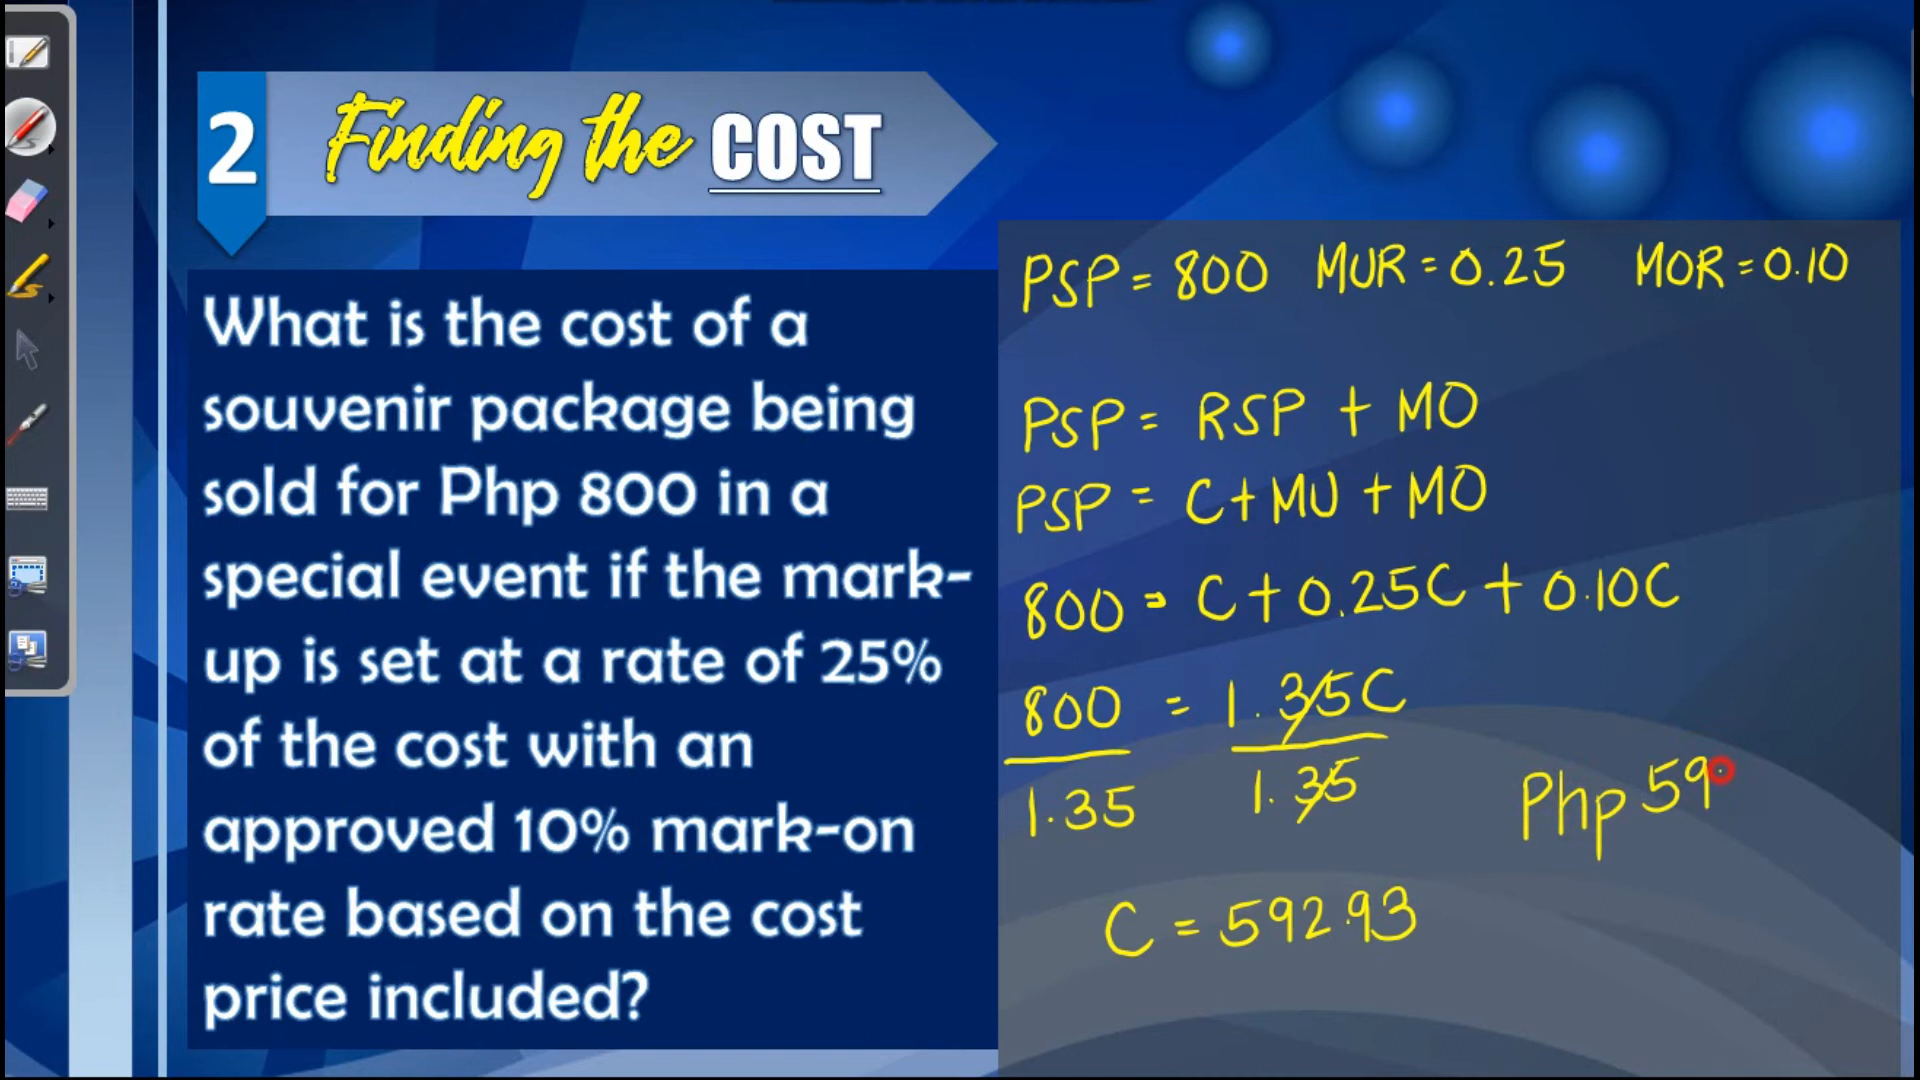 2 Finding the COST
What is the cost of a
souvenir package being
sold for Php 800 in a
special event if the mark-
up is set at a rate of 25%
of the cost with an
approved 10% mark-on
rate based on the cost
price included?
PSP = 800 MUR = 0.25 MOR = 0.10
PSP = RSP + MO
PSP = C + MU + MO
800 = C + 0.25C + 0.10C
800 = 1.35C
1.35 1.35
Php 59
C = 592.93